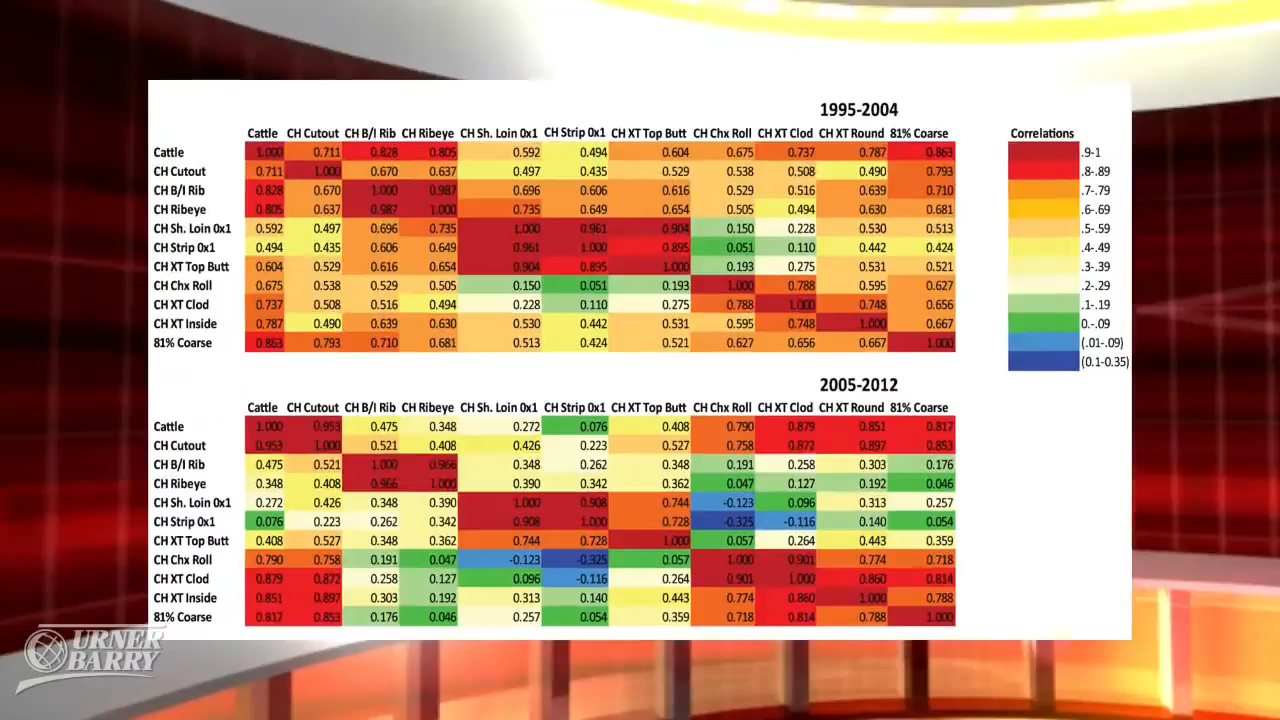 1995-2004
Cattle CH Cutout CH B/I Rib CH Ribeye CH Sh. Loin 0x1 CH Strip 0x1 CH XT Top Butt CH Chx Roll CH XT Clod CH XT Round 81% Coarse Correlations
Cattle 1.000 0.711 0.828 0.805 0.592 0.494 0.604 0.675 0.737 0.787 0.863 .9-1
CH Cutout 0.711 1.000 0.670 0.637 0.497 0.435 0.529 0.538 0.508 0.490 0.793 .8-.89
CH B/I Rib 0.828 0.670 1.000 0.987 0.696 0.606 0.616 0.529 0.516 0.639 0.710 .7-.79
CH Ribeye 0.805 0.637 0.987 1.000 0.735 0.649 0.654 0.505 0.494 0.630 0.681 .6-.69
CH Sh. Loin 0x1 0.592 0.497 0.696 0.735 1.000 0.961 0.904 0.150 0.228 0.530 0.513 .5-.59
CH Strip 0x1 0.494 0.435 0.606 0.649 0.961 1.000 0.895 0.051 0.110 0.442 0.424 .4-.49
CH XT Top Butt 0.604 0.529 0.616 0.654 0.904 0.895 1.000 0.193 0.275 0.531 0.521 .3-.39
CH Chx Roll 0.675 0.538 0.529 0.505 0.150 0.051 0.193 1.000 0.788 0.595 0.627 .2-.29
CH XT Clod 0.737 0.508 0.516 0.494 0.228 0.110 0.275 0.788 1.000 0.748 0.656 .1-.19
CH XT Inside 0.787 0.490 0.639 0.630 0.530 0.442 0.531 0.595 0.748 1.000 0.667 0.-.09
81% Coarse 0.863 0.793 0.710 0.681 0.513 0.424 0.521 0.627 0.656 0.667 1.000 (.01-.09)
(0.1-0.35)
2005-2012
Cattle CH Cutout CH B/I Rib CH Ribeye CH Sh. Loin 0x1 CH Strip 0x1 CH XT Top Butt CH Chx Roll CH XT Clod CH XT Round 81% Coarse
Cattle 1.000 0.953 0.475 0.348 0.272 0.076 0.408 0.790 0.879 0.851 0.817
CH Cutout 0.953 1.000 0.521 0.408 0.426 0.223 0.527 0.758 0.872 0.897 0.853
CH B/I Rib 0.475 0.521 1.000 0.966 0.348 0.262 0.348 0.191 0.258 0.303 0.176
CH Ribeye 0.348 0.408 0.966 1.000 0.390 0.342 0.362 0.047 0.127 0.192 0.046
CH Sh. Loin 0x1 0.272 0.426 0.348 0.390 1.000 0.908 0.744 -0.123 0.096 0.313 0.257
CH Strip 0x1 0.076 0.223 0.262 0.342 0.908 1.000 0.728 -0.325 -0.116 0.140 0.054
CH XT Top Butt 0.408 0.527 0.348 0.362 0.744 0.728 1.000 0.057 0.264 0.443 0.359
CH Chx Roll 0.790 0.758 0.191 0.047 -0.123 -0.325 0.057 1.000 0.901 0.774 0.718
CH XT Clod 0.879 0.872 0.258 0.127 0.096 -0.116 0.264 0.901 1.000 0.860 0.814
CH XT Inside 0.851 0.897 0.303 0.192 0.313 0.140 0.443 0.774 0.860 1.000 0.788
81% Coarse 0.817 0.853 0.176 0.046 0.257 0.054 0.359 0.718 0.814 0.788 1.000
URNER
BARRY